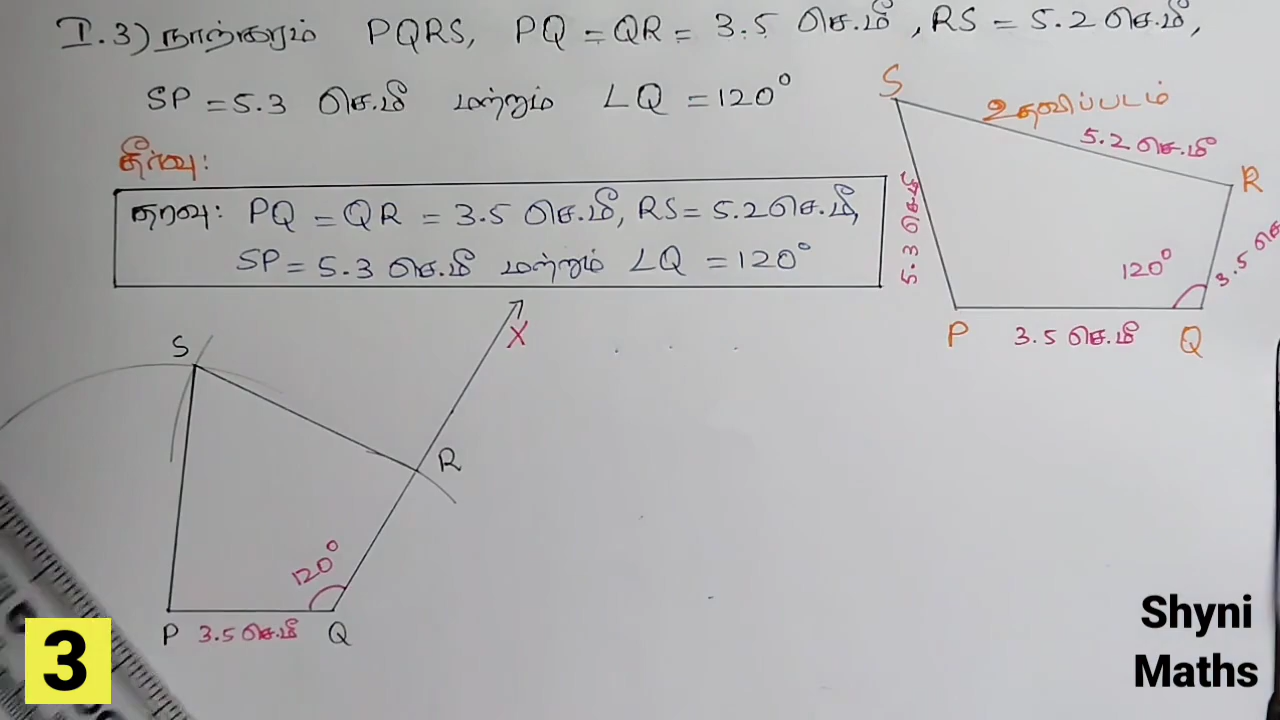 I.3) நாற்கரம் PQRS, PQ = QR = 3.5 செ.மீ, RS = 5.2 செ.மீ,
SP = 5.3 செ.மீ மற்றும் ∠Q = 120°
தீர்வு:
தரவு: PQ = QR = 3.5 செ.மீ, RS = 5.2 செ.மீ,
SP = 5.3 செ.மீ மற்றும் ∠Q = 120°
உதவிப்படம்
S
5.2 செ.மீ
R
5.3 செ.மீ
120°
3.5 செ
P
3.5 செ.மீ
Q
X
S
R
120°
P 3.5 செ.மீ Q
3
Shyni
Maths